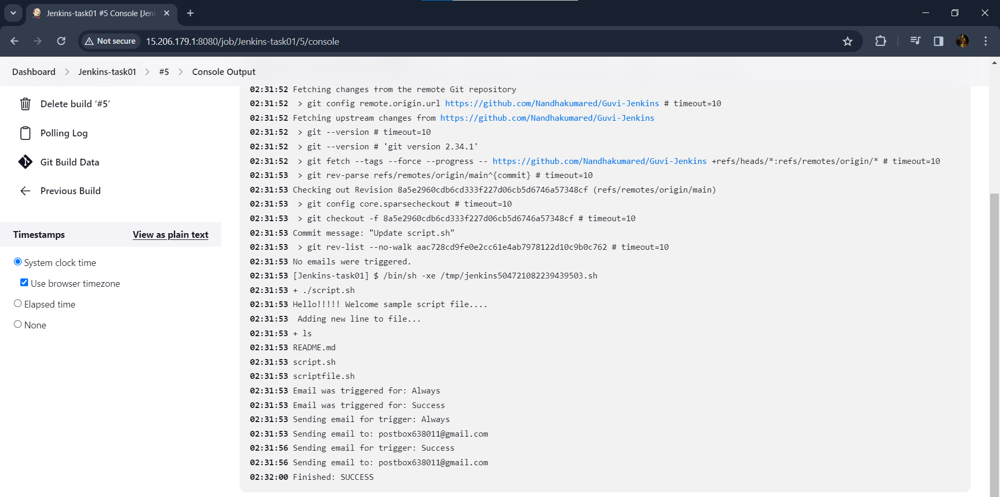 Jenkins-task01 #5 Console [Jen
Not secure
15.206.179.1:8080/job/Jenkins-task01/5/console
Dashboard
Jenkins-task01
#5
Console Output
Delete build ‘#5’
Polling Log
Git Build Data
Previous Build
Timestamps
View as plain text
System clock time
Use browser timezone
Elapsed time
None
02:31:52 Fetching changes from the remote Git repository
02:31:52  > git config remote.origin.url https://github.com/Nandhakumared/Guvi-Jenkins # timeout=10
02:31:52 Fetching upstream changes from https://github.com/Nandhakumared/Guvi-Jenkins
02:31:52  > git --version # timeout=10
02:31:52  > git --version # 'git version 2.34.1'
02:31:52  > git fetch --tags --force --progress -- https://github.com/Nandhakumared/Guvi-Jenkins +refs/heads/*:refs/remotes/origin/* # timeout=10
02:31:53  > git rev-parse refs/remotes/origin/main^{commit} # timeout=10
02:31:53 Checking out Revision 8a5e2960cdb6cd333f227d06cb5d6746a57348cf (refs/remotes/origin/main)
02:31:53  > git config core.sparsecheckout # timeout=10
02:31:53  > git checkout -f 8a5e2960cdb6cd333f227d06cb5d6746a57348cf # timeout=10
02:31:53 Commit message: "Update script.sh"
02:31:53  > git rev-list --no-walk aac728cd9fe0e2cc61e4ab7978122d10c9b0c762 # timeout=10
02:31:53 No emails were triggered.
02:31:53 [Jenkins-task01] $ /bin/sh -xe /tmp/jenkins504721082239439503.sh
02:31:53 + ./script.sh
02:31:53 Hello!!!!! Welcome sample script file....
02:31:53  Adding new line to file...
02:31:53 + ls
02:31:53 README.md
02:31:53 script.sh
02:31:53 scriptfile.sh
02:31:53 Email was triggered for: Always
02:31:53 Email was triggered for: Success
02:31:53 Sending email for trigger: Always
02:31:53 Sending email to: postbox638011@gmail.com
02:31:56 Sending email for trigger: Success
02:31:56 Sending email to: postbox638011@gmail.com
02:32:00 Finished: SUCCESS